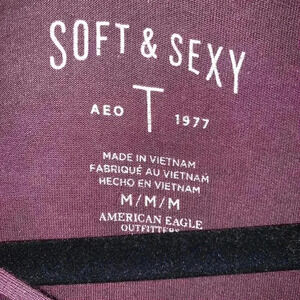 SOFT & SEXY
AEO T 1977
MADE IN VIETNAM
FABRIQUÉ AU VIETNAM
HECHO EN VIETNAM
M/M/M
AMERICAN EAGLE
OUTFITTERS